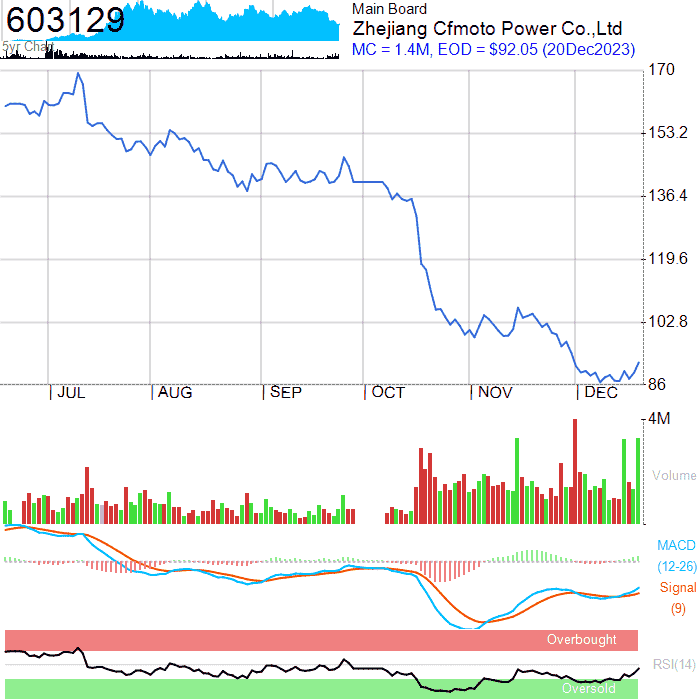 603129
5yr Chart
Main Board
Zhejiang Cfmoto Power Co.,Ltd
MC = 1.4M, EOD = $92.05 (20Dec2023)
170
153.2
136.4
119.6
102.8
86
JUL AUG SEP OCT NOV DEC
4M
Volume
MACD
(12-26)
Signal
(9)
Overbought
RSI(14)
Oversold